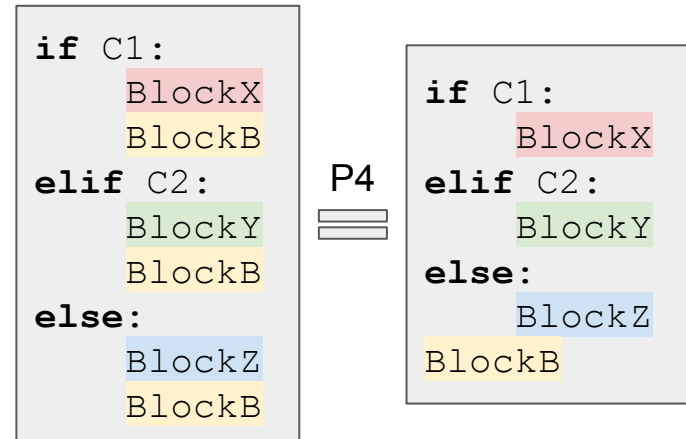 if C1:
BlockX
BlockB
elif C2:
BlockY
BlockB
else:
BlockZ
BlockB
P4
if C1:
BlockX
elif C2:
BlockY
else:
BlockZ
BlockB